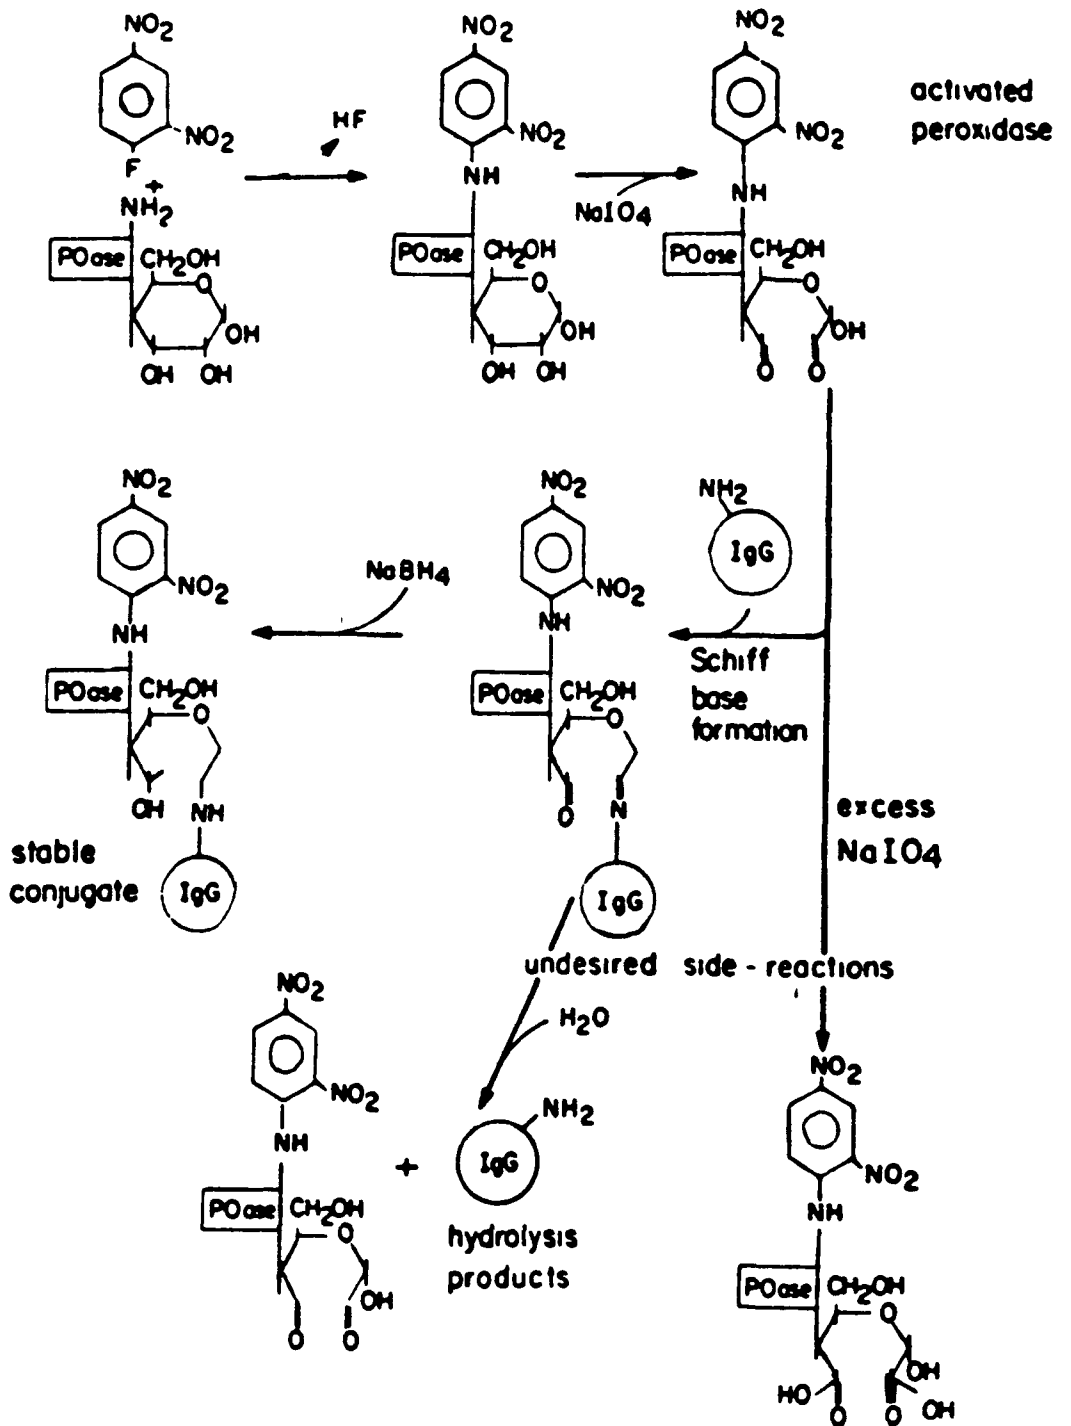 NO2
NO2
F
+
NH2
POase
CH2OH
O
OH
OH
OH
HF
NO2
NO2
NH
POase
CH2OH
O
OH
OH
OH
NaIO4
NO2
NO2
NH
POase
CH2OH
O
OH
O
O
activated
peroxidase
NH2
IgG
Schiff
base
formation
NO2
NO2
NH
POase
CH2OH
O
O
N
IgG
NaBH4
NO2
NO2
NH
POase
CH2OH
O
OH
NH
IgG
stable
conjugate
excess
NaIO4
undesired side-reactions
H2O
NO2
NO2
NH
POase
CH2OH
O
OH
O
O
+
NH2
IgG
hydrolysis
products
NO2
NO2
NH
POase
CH2OH
O
OH
HO
O
O
OH